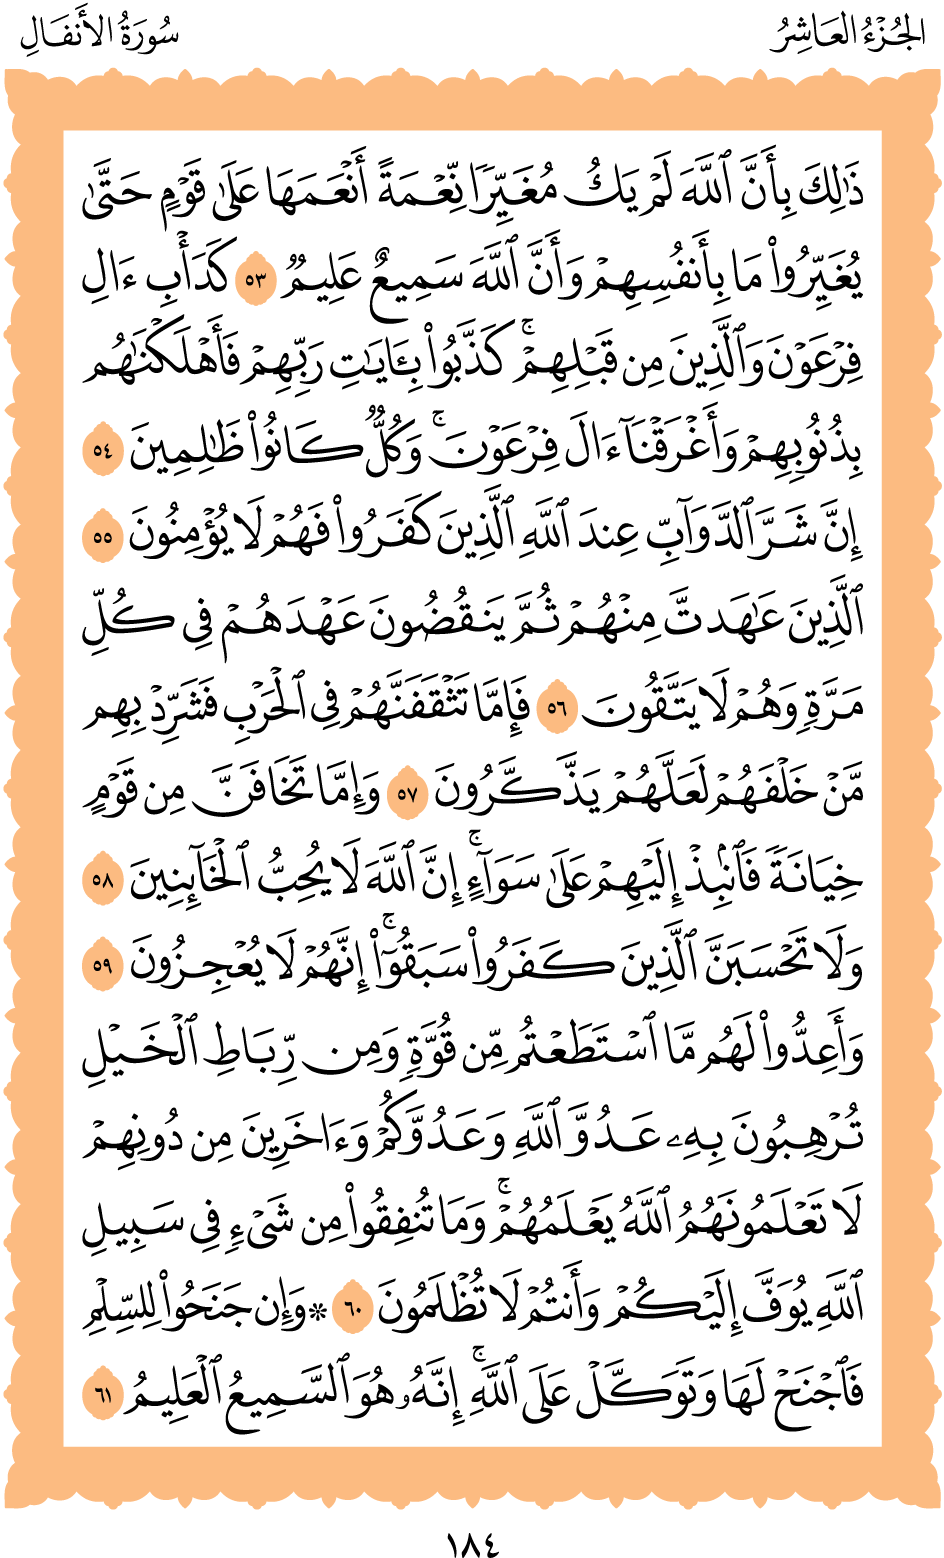 الجُزْءُ العَاشِرُ
سُورَةُ الأَنفَالِ
ذَٰلِكَ بِأَنَّ ٱللَّهَ لَمْ يَكُ مُغَيِّرٗا نِّعْمَةً أَنْعَمَهَا عَلَىٰ قَوْمٍ حَتَّىٰ
يُغَيِّرُواْ مَا بِأَنفُسِهِمْ وَأَنَّ ٱللَّهَ سَمِيعٌ عَلِيمٞ ٥٣ كَدَأْبِ ءَالِ
فِرْعَوْنَ وَٱلَّذِينَ مِن قَبْلِهِمْۚ كَذَّبُواْ بِـَٔايَٰتِ رَبِّهِمْ فَأَهْلَكْنَٰهُم
بِذُنُوبِهِمْ وَأَغْرَقْنَآ ءَالَ فِرْعَوْنَۚ وَكُلّٞ كَانُواْ ظَٰلِمِينَ ٥٤
إِنَّ شَرَّ ٱلدَّوَآبِّ عِندَ ٱللَّهِ ٱلَّذِينَ كَفَرُواْ فَهُمْ لَا يُؤْمِنُونَ ٥٥
ٱلَّذِينَ عَٰهَدتَّ مِنْهُمْ ثُمَّ يَنقُضُونَ عَهْدَهُمْ فِي كُلِّ
مَرَّةٖ وَهُمْ لَا يَتَّقُونَ ٥٦ فَإِمَّا تَثْقَفَنَّهُمْ فِي ٱلْحَرْبِ فَشَرِّدْ بِهِم
مَّنْ خَلْفَهُمْ لَعَلَّهُمْ يَذَّكَّرُونَ ٥٧ وَإِمَّا تَخَافَنَّ مِن قَوْمٍ
خِيَانَةٗ فَٱنۢبِذْ إِلَيْهِمْ عَلَىٰ سَوَآءٍۚ إِنَّ ٱللَّهَ لَا يُحِبُّ ٱلْخَآئِنِينَ ٥٨
وَلَا تَحْسَبَنَّ ٱلَّذِينَ كَفَرُواْ سَبَقُوٓاْۚ إِنَّهُمْ لَا يُعْجِزُونَ ٥٩
وَأَعِدُّواْ لَهُم مَّا ٱسْتَطَعْتُم مِّن قُوَّةٖ وَمِن رِّبَاطِ ٱلْخَيْلِ
تُرْهِبُونَ بِهِۦ عَدُوَّ ٱللَّهِ وَعَدُوَّكُمْ وَءَاخَرِينَ مِن دُونِهِمْ
لَا تَعْلَمُونَهُمُ ٱللَّهُ يَعْلَمُهُمْۚ وَمَا تُنفِقُواْ مِن شَيْءٖ فِي سَبِيلِ
ٱللَّهِ يُوَفَّ إِلَيْكُمْ وَأَنتُمْ لَا تُظْلَمُونَ ٦٠ ۞ وَإِن جَنَحُواْ لِلسَّلْمِ
فَٱجْنَحْ لَهَا وَتَوَكَّلْ عَلَى ٱللَّهِۚ إِنَّهُۥ هُوَ ٱلسَّمِيعُ ٱلْعَلِيمُ ٦١
١٨٤